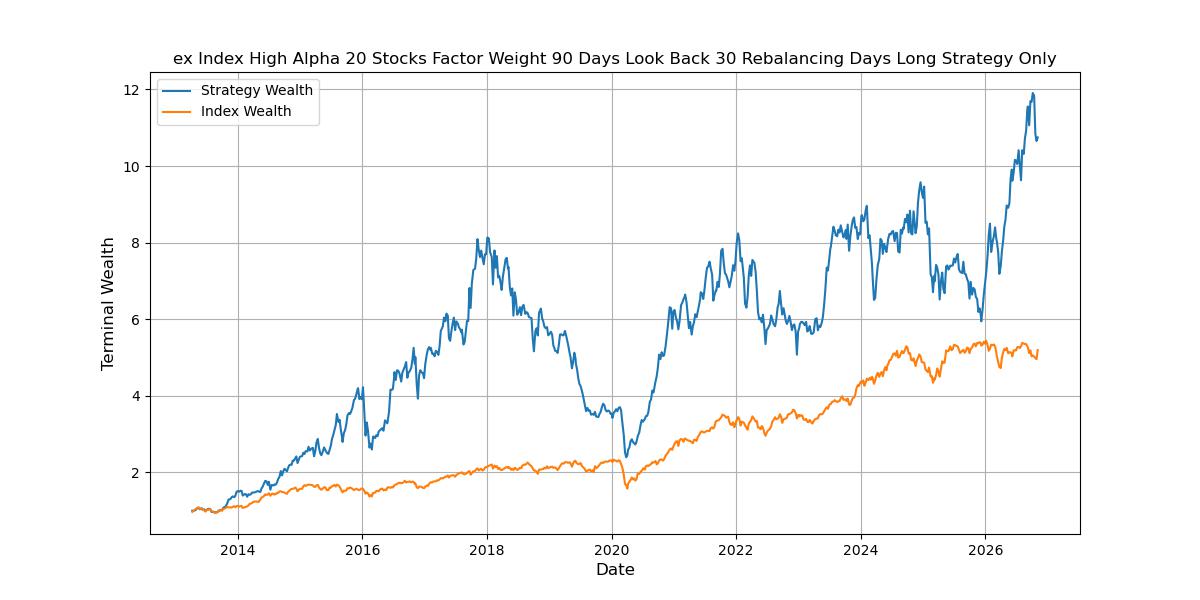 ex Index High Alpha 20 Stocks Factor Weight 90 Days Look Back 30 Rebalancing Days Long Strategy Only
Strategy Wealth
Index Wealth
Terminal Wealth
12
10
8
6
4
2
2014 2016 2018 2020 2022 2024 2026
Date